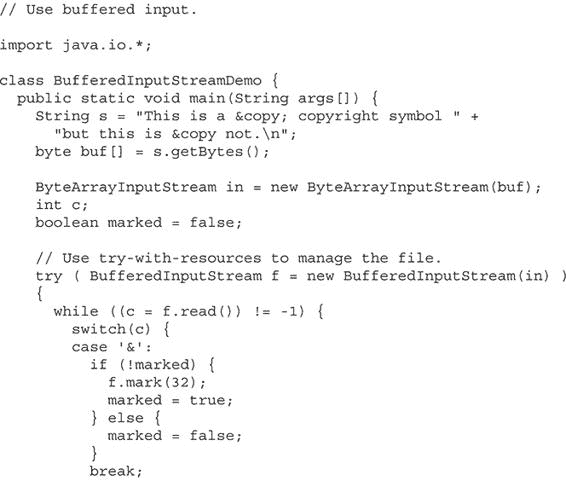 // Use buffered input.
import java.io.*;
class BufferedInputStreamDemo {
  public static void main(String args[]) {
    String s = "This is a &copy; copyright symbol " +
      "but this is &copy not.\n";
    byte buf[] = s.getBytes();
    ByteArrayInputStream in = new ByteArrayInputStream(buf);
    int c;
    boolean marked = false;
    // Use try-with-resources to manage the file.
    try ( BufferedInputStream f = new BufferedInputStream(in) )
    {
      while ((c = f.read()) != -1) {
        switch(c) {
        case '&':
          if (!marked) {
            f.mark(32);
            marked = true;
          } else {
            marked = false;
          }
          break;